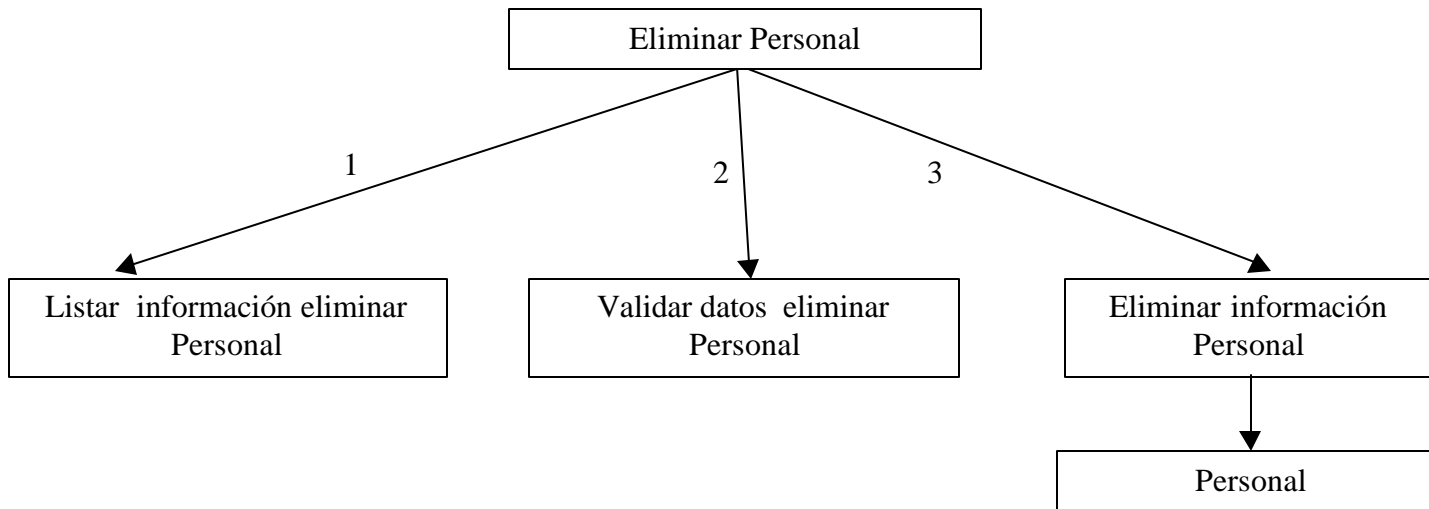 Eliminar Personal
1
2
3
Listar información eliminar
Personal
Validar datos eliminar
Personal
Eliminar información
Personal
Personal